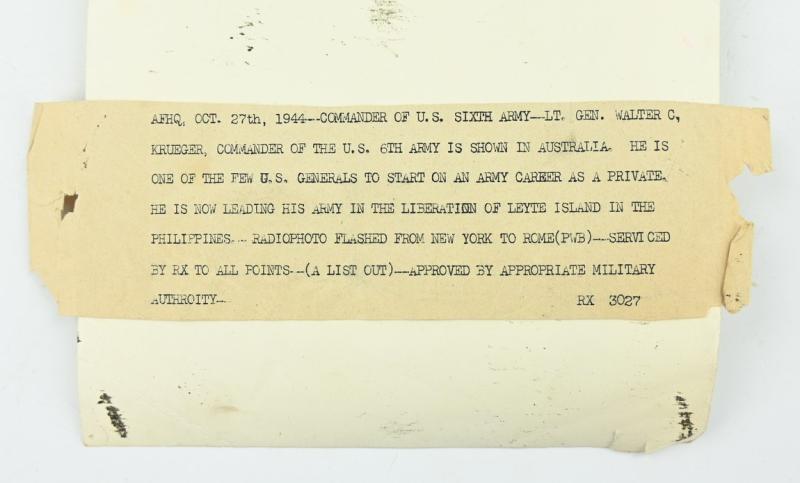 AFHQ, OCT. 27th, 1944--COMMANDER OF U.S. SIXTH ARMY--LT. GEN. WALTER C,
KRUEGER, COMMANDER OF THE U.S. 6TH ARMY IS SHOWN IN AUSTRALIA. HE IS
ONE OF THE FEW U.S. GENERALS TO START ON AN ARMY CAREER AS A PRIVATE.
HE IS NOW LEADING HIS ARMY IN THE LIBERATION OF LEYTE ISLAND IN THE
PHILIPPINES.-- RADIOPHOTO FLASHED FROM NEW YORK TO ROME(PWB)--SERVICED
BY RX TO ALL POINTS--(A LIST OUT)--APPROVED BY APPROPRIATE MILITARY
AUTHROITY-- RX 3027